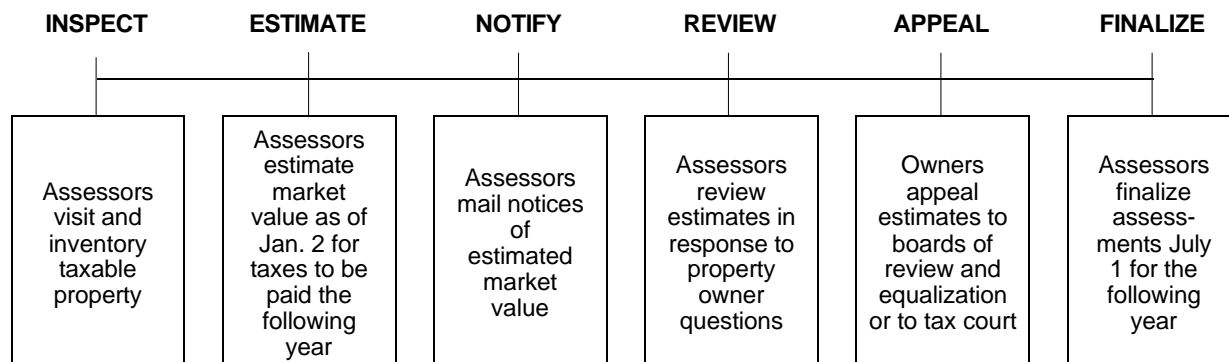 INSPECT
ESTIMATE
NOTIFY
REVIEW
APPEAL
FINALIZE
Assessors
visit and
inventory
taxable
property
Assessors
estimate
market
value as of
Jan. 2 for
taxes to be
paid the
following
year
Assessors
mail notices
of
estimated
market
value
Assessors
review
estimates in
response to
property
owner
questions
Owners
appeal
estimates to
boards of
review and
equalization
or to tax court
Assessors
finalize
assess-
ments July
1 for the
following
year